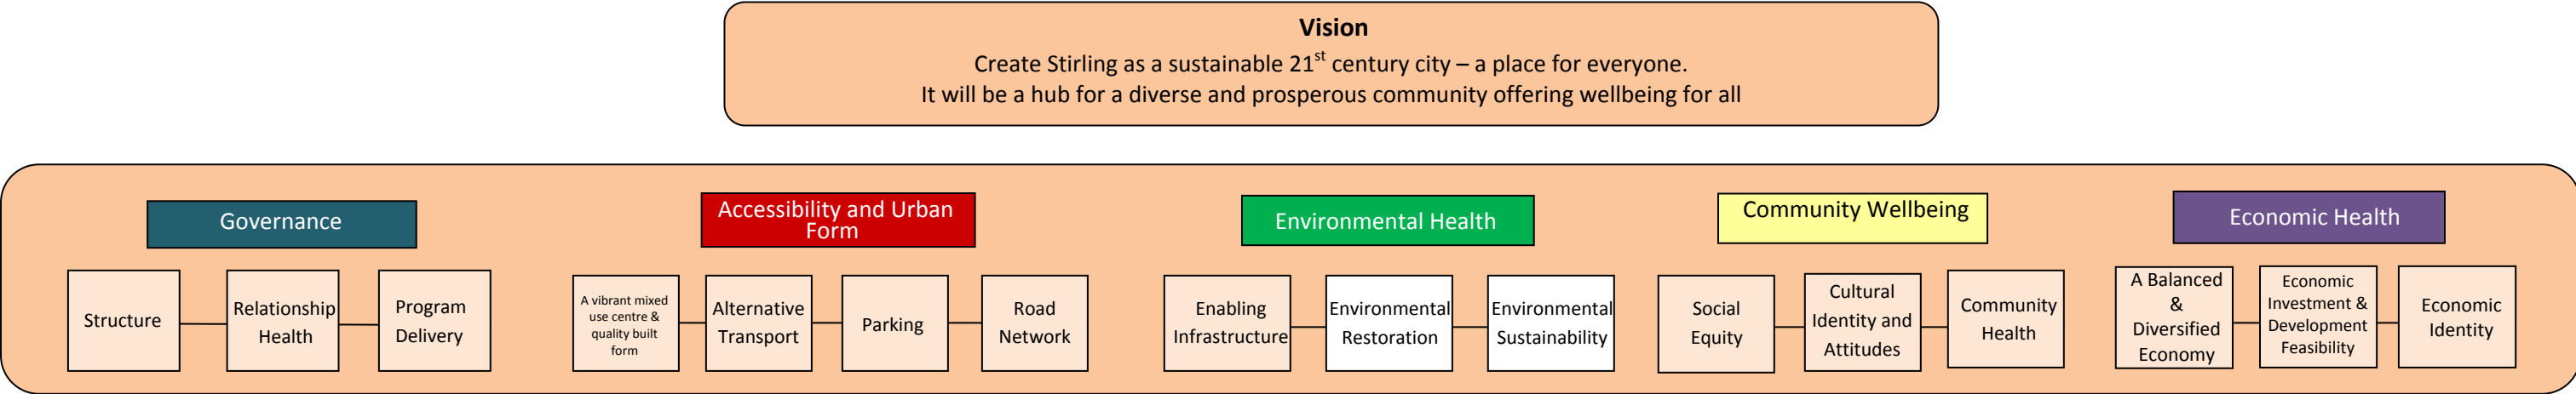 Vision
Create Stirling as a sustainable 21st century city – a place for everyone.
It will be a hub for a diverse and prosperous community offering wellbeing for all
Governance
Structure
Relationship
Health
Program
Delivery
Accessibility and Urban
Form
A vibrant mixed
use centre &
quality built
form
Alternative
Transport
Parking
Road
Network
Environmental Health
Enabling
Infrastructure
Environmental
Restoration
Environmental
Sustainability
Community Wellbeing
Social
Equity
Cultural
Identity and
Attitudes
Community
Health
Economic Health
A Balanced
&
Diversified
Economy
Economic
Investment &
Development
Feasibility
Economic
Identity